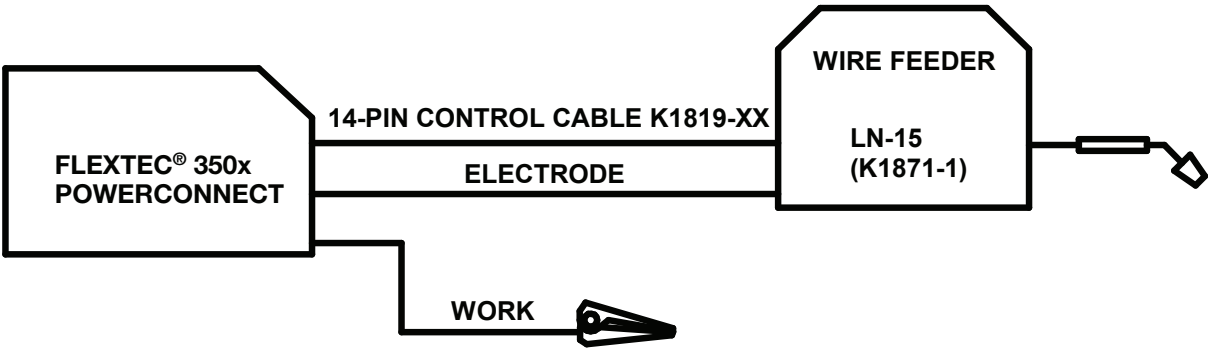 FLEXTEC® 350x
POWERCONNECT
14-PIN CONTROL CABLE K1819-XX
ELECTRODE
WORK
WIRE FEEDER
LN-15
(K1871-1)